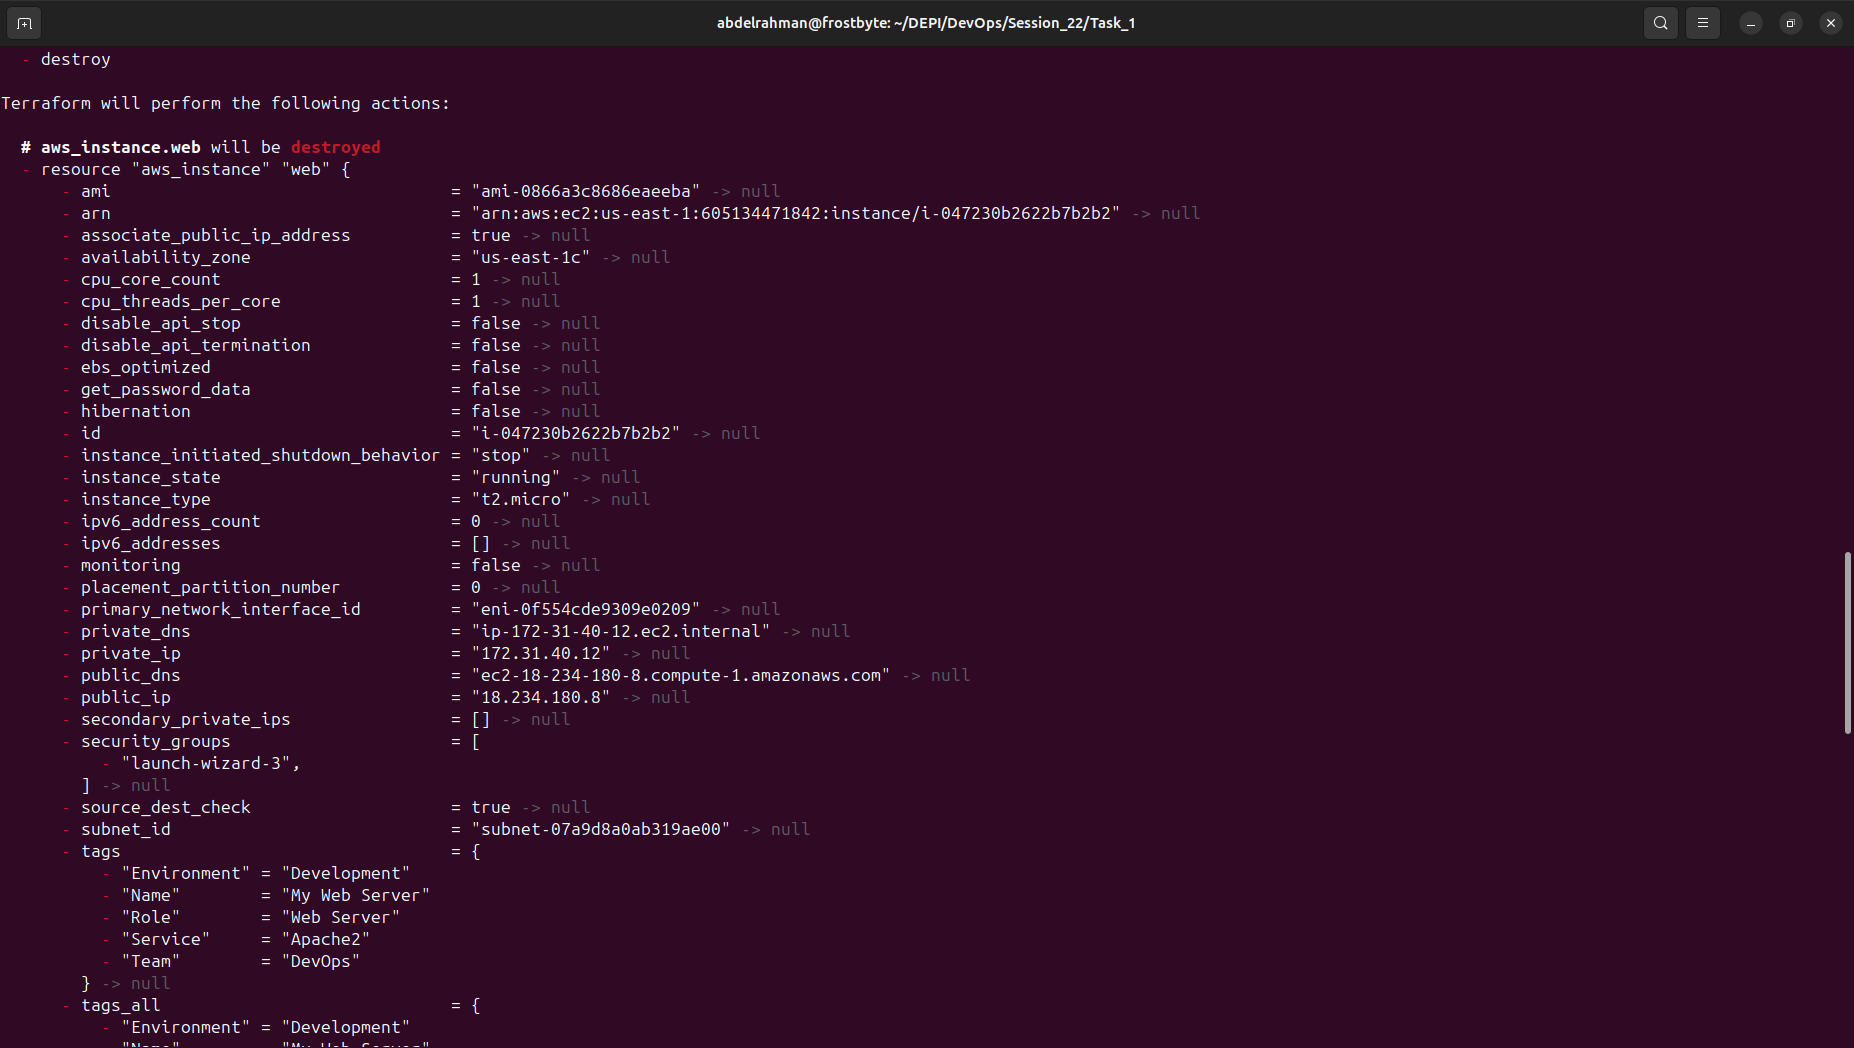 abdelrahman@frostbyte: ~/DEPI/DevOps/Session_22/Task_1
- destroy
Terraform will perform the following actions:
# aws_instance.web will be destroyed
- resource "aws_instance" "web" {
- ami = "ami-0866a3c8686eaeeba" -> null
- arn = "arn:aws:ec2:us-east-1:605134471842:instance/i-047230b2622b7b2b2" -> null
- associate_public_ip_address = true -> null
- availability_zone = "us-east-1c" -> null
- cpu_core_count = 1 -> null
- cpu_threads_per_core = 1 -> null
- disable_api_stop = false -> null
- disable_api_termination = false -> null
- ebs_optimized = false -> null
- get_password_data = false -> null
- hibernation = false -> null
- id = "i-047230b2622b7b2b2" -> null
- instance_initiated_shutdown_behavior = "stop" -> null
- instance_state = "running" -> null
- instance_type = "t2.micro" -> null
- ipv6_address_count = 0 -> null
- ipv6_addresses = [] -> null
- monitoring = false -> null
- placement_partition_number = 0 -> null
- primary_network_interface_id = "eni-0f554cde9309e0209" -> null
- private_dns = "ip-172-31-40-12.ec2.internal" -> null
- private_ip = "172.31.40.12" -> null
- public_dns = "ec2-18-234-180-8.compute-1.amazonaws.com" -> null
- public_ip = "18.234.180.8" -> null
- secondary_private_ips = [] -> null
- security_groups = [
- "launch-wizard-3",
] -> null
- source_dest_check = true -> null
- subnet_id = "subnet-07a9d8a0ab319ae00" -> null
- tags = {
- "Environment" = "Development"
- "Name" = "My Web Server"
- "Role" = "Web Server"
- "Service" = "Apache2"
- "Team" = "DevOps"
} -> null
- tags_all = {
- "Environment" = "Development"
- "Name" = "My Web Server"